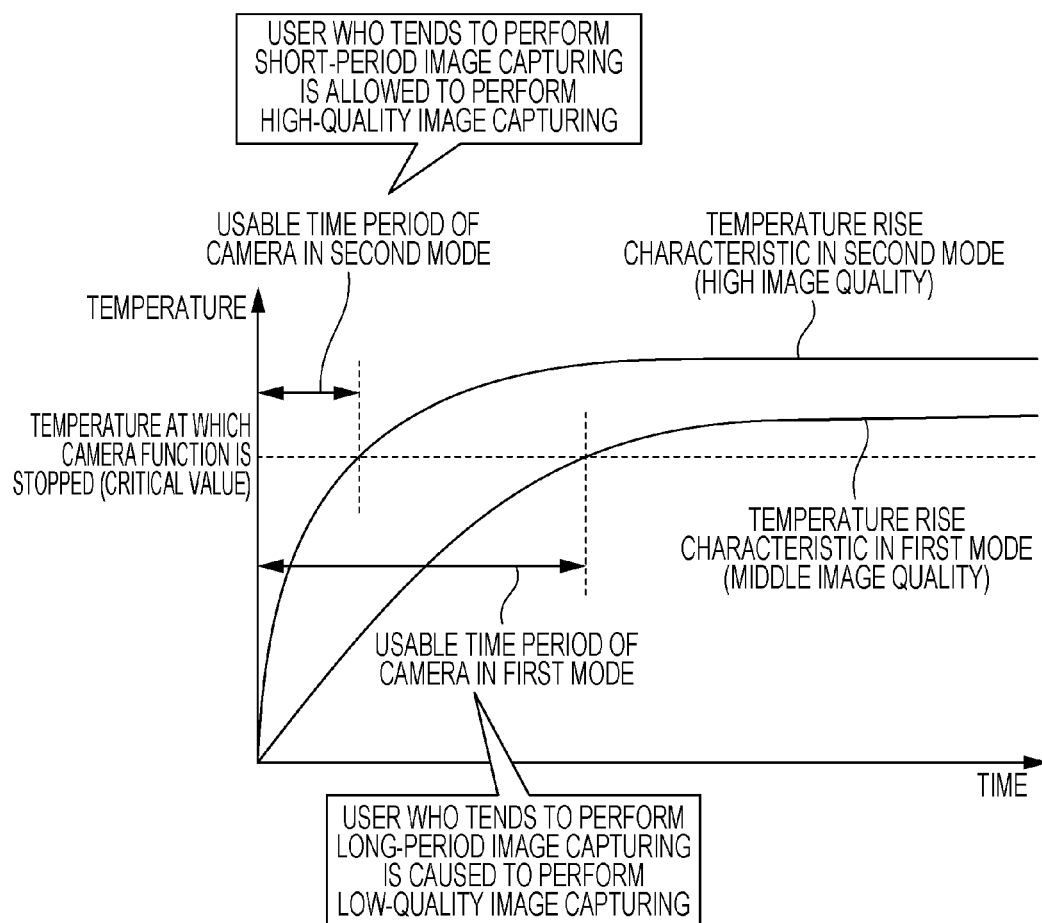 USER WHO TENDS TO PERFORM
SHORT-PERIOD IMAGE CAPTURING
IS ALLOWED TO PERFORM
HIGH-QUALITY IMAGE CAPTURING
USABLE TIME PERIOD OF
CAMERA IN SECOND MODE
TEMPERATURE RISE
CHARACTERISTIC IN SECOND MODE
(HIGH IMAGE QUALITY)
TEMPERATURE
TEMPERATURE AT WHICH
CAMERA FUNCTION IS
STOPPED (CRITICAL VALUE)
TEMPERATURE RISE
CHARACTERISTIC IN FIRST MODE
(MIDDLE IMAGE QUALITY)
USABLE TIME PERIOD OF
CAMERA IN FIRST MODE
TIME
USER WHO TENDS TO PERFORM
LONG-PERIOD IMAGE CAPTURING
IS CAUSED TO PERFORM
LOW-QUALITY IMAGE CAPTURING